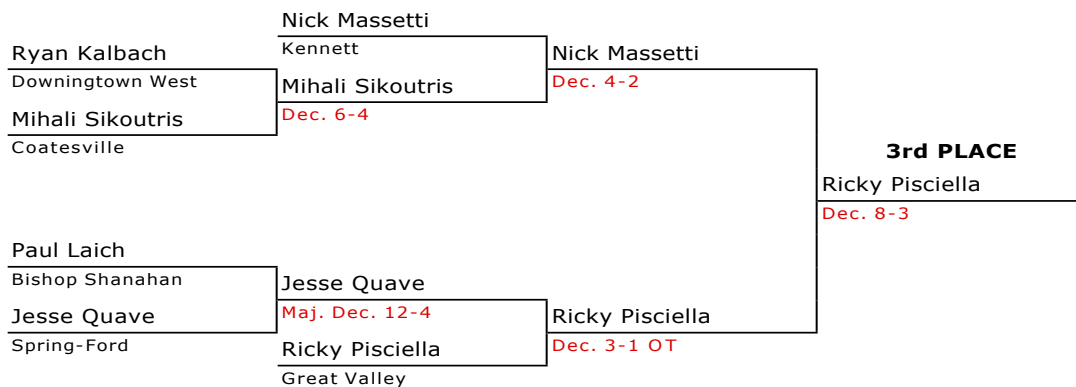 Nick Massetti
Kennett
Ryan Kalbach
Downingtown West
Mihali Sikoutris
Coatesville
Mihali Sikoutris
Dec. 6-4
Nick Massetti
Dec. 4-2
3rd PLACE
Ricky Pisciella
Dec. 8-3
Paul Laich
Bishop Shanahan
Jesse Quave
Spring-Ford
Jesse Quave
Maj. Dec. 12-4
Ricky Pisciella
Great Valley
Ricky Pisciella
Dec. 3-1 OT